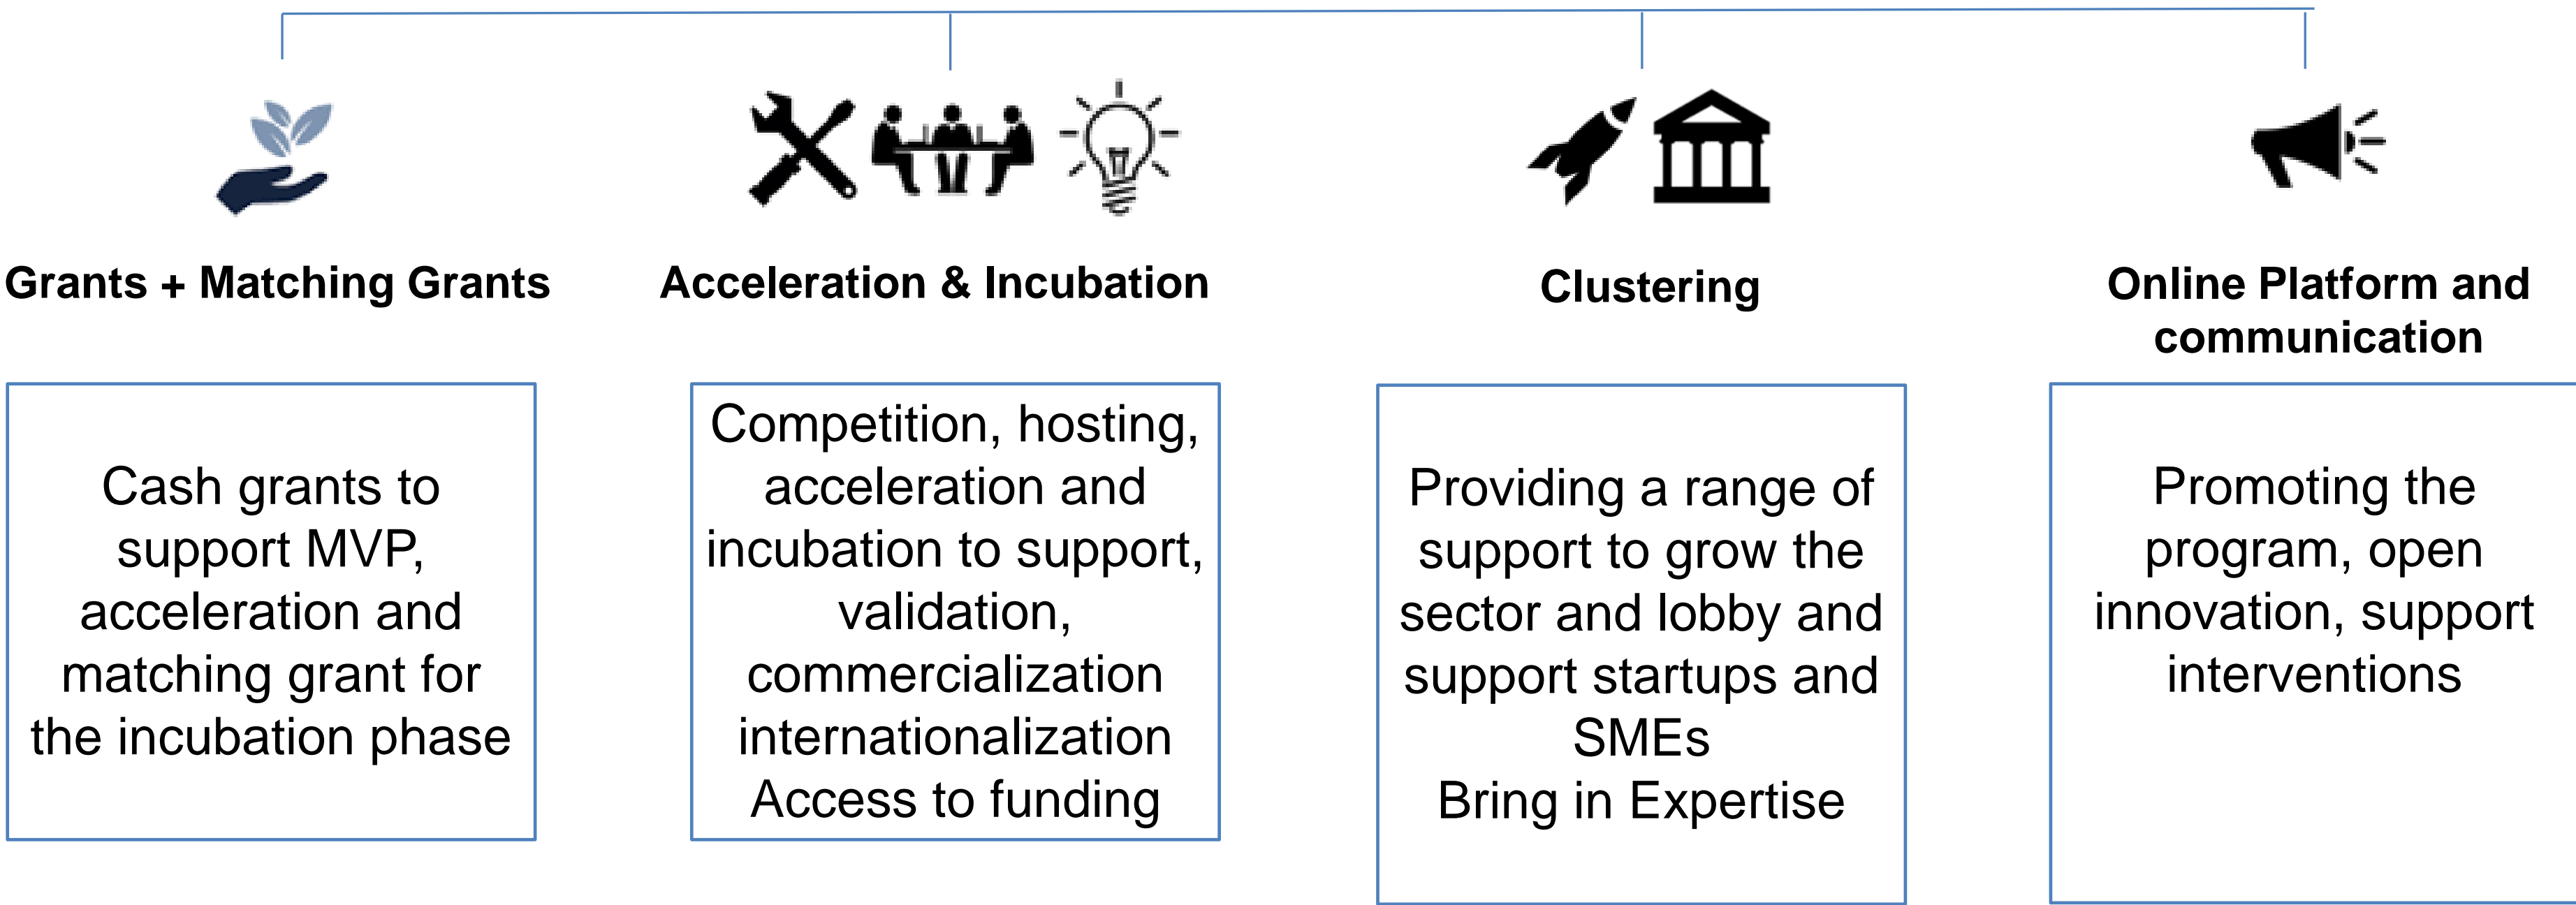 Grants + Matching Grants
Cash grants to
support MVP,
acceleration and
matching grant for
the incubation phase
Acceleration & Incubation
Competition, hosting,
acceleration and
incubation to support,
validation,
commercialization
internationalization
Access to funding
Clustering
Providing a range of
support to grow the
sector and lobby and
support startups and
SMEs
Bring in Expertise
Online Platform and
communication
Promoting the
program, open
innovation, support
interventions